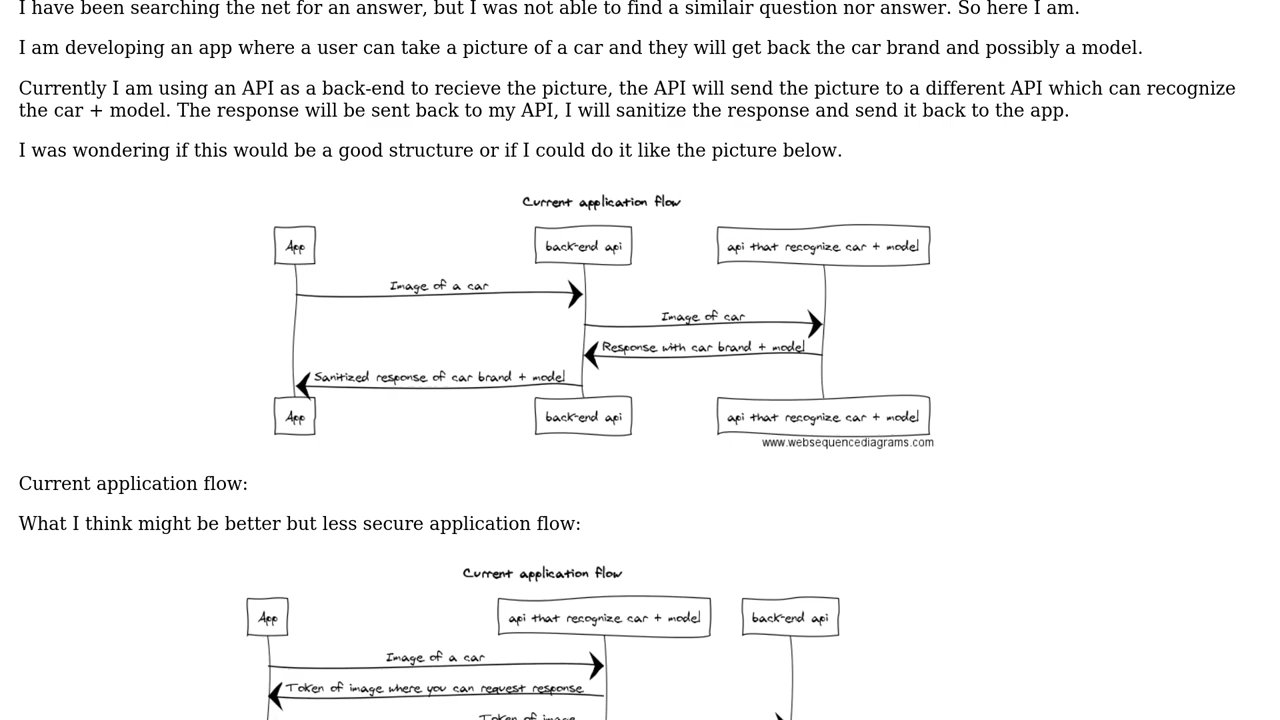 I have been searching the net for an answer, but I was not able to find a similair question nor answer. So here I am.
I am developing an app where a user can take a picture of a car and they will get back the car brand and possibly a model.
Currently I am using an API as a back-end to recieve the picture, the API will send the picture to a different API which can recognize
the car + model. The response will be sent back to my API, I will sanitize the response and send it back to the app.
I was wondering if this would be a good structure or if I could do it like the picture below.
Current application flow
App back-end api api that recognize car + model
Image of a car
Image of car
Response with car brand + model
Sanitized response of car brand + model
App back-end api api that recognize car + model
www.websequencediagrams.com
Current application flow:
What I think might be better but less secure application flow:
Current application flow
App api that recognize car + model back-end api
Image of a car
Token of image where you can request response
Token of image